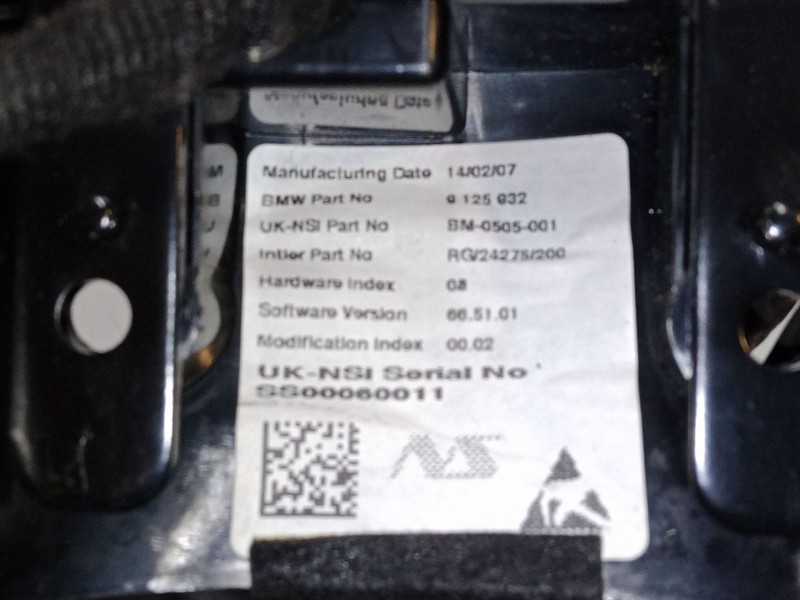 Manufacturing Date 14/02/07
BMW Part No 9 125 932
UK-NSI Part No BM-0505-001
Intier Part No RG/24275/200
Hardware Index 08
Software Version 66.51.01
Modification Index 00.02
UK-NSI Serial No
SS00060011
NS